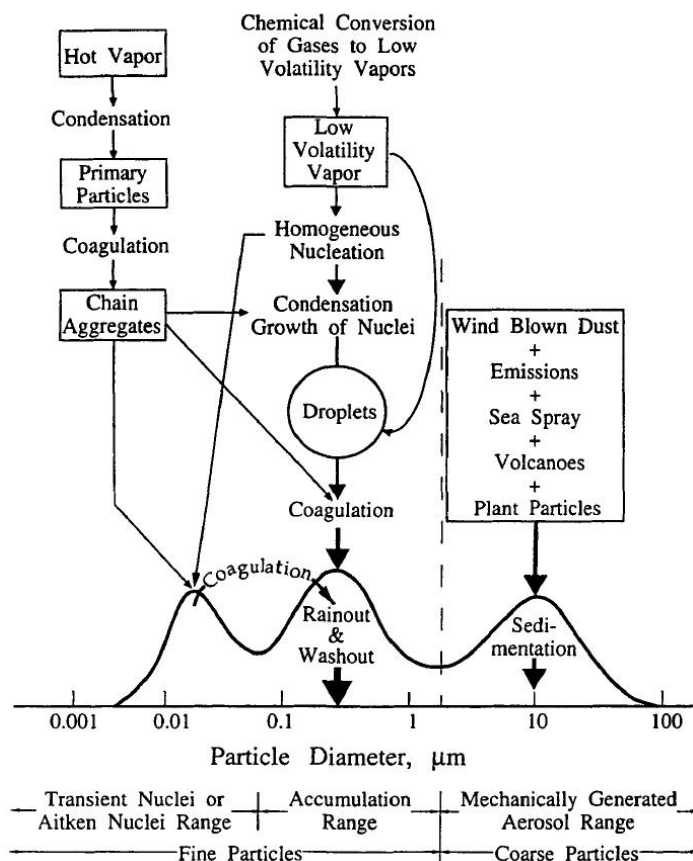 Hot Vapor
Condensation
Primary
Particles
Coagulation
Chain
Aggregates
Chemical Conversion
of Gases to Low
Volatility Vapors
Low
Volatility
Vapor
Homogeneous
Nucleation
Condensation
Growth of Nuclei
Droplets
Coagulation
Wind Blown Dust
+
Emissions
+
Sea Spray
+
Volcanoes
+
Plant Particles
Coagulation
Rainout
&
Washout
Sedi-
mentation
0.001 0.01 0.1 1 10 100
Particle Diameter, μm
Transient Nuclei or
Aitken Nuclei Range
Accumulation
Range
Mechanically Generated
Aerosol Range
Fine Particles
Coarse Particles